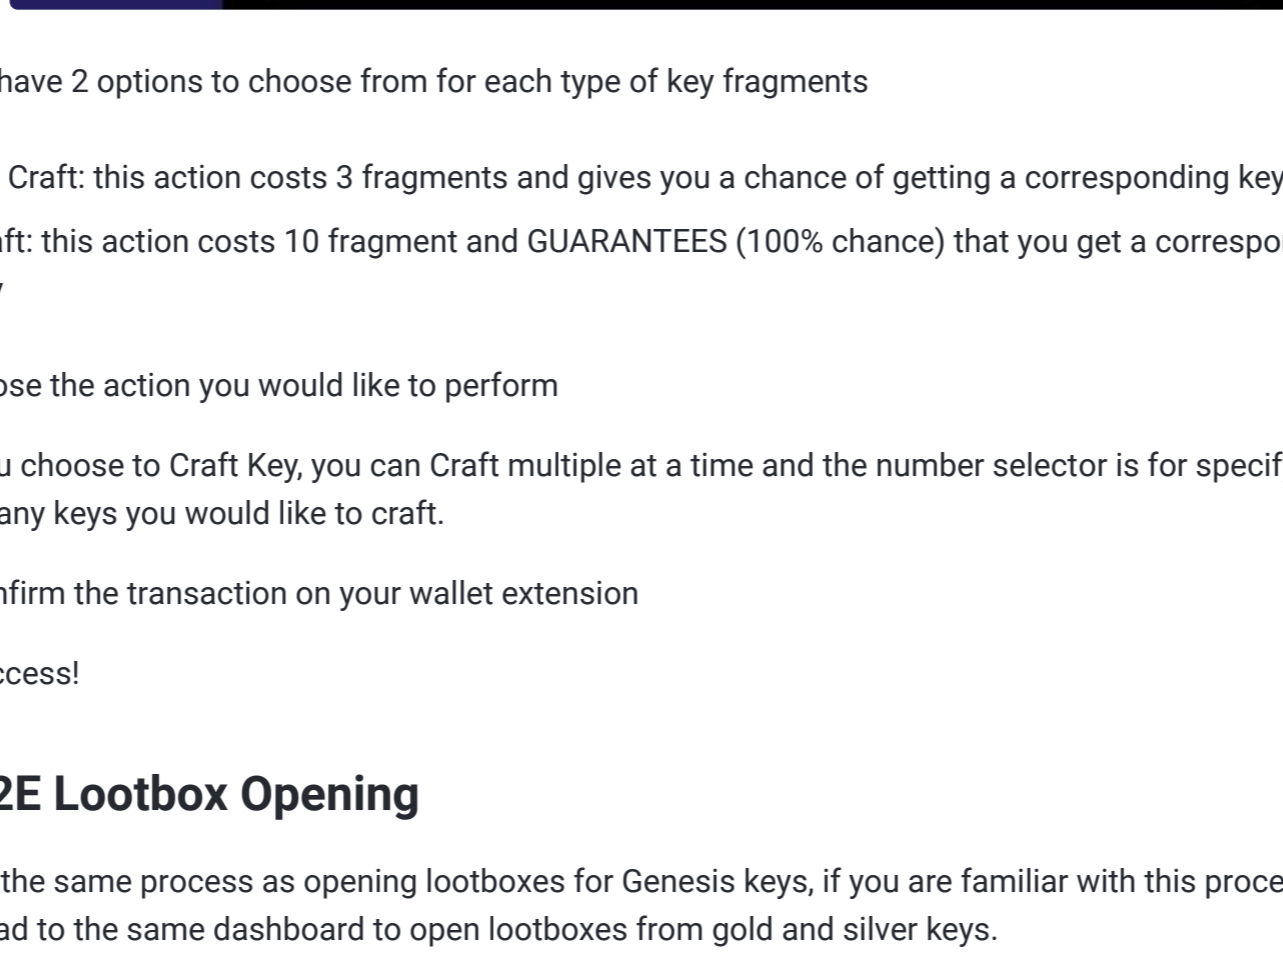 have 2 options to choose from for each type of key fragments
Craft: this action costs 3 fragments and gives you a chance of getting a corresponding key
aft: this action costs 10 fragment and GUARANTEES (100% chance) that you get a correspo
ose the action you would like to perform
u choose to Craft Key, you can Craft multiple at a time and the number selector is for specify
any keys you would like to craft.
nfirm the transaction on your wallet extension
ccess!
2E Lootbox Opening
the same process as opening lootboxes for Genesis keys, if you are familiar with this proce
ad to the same dashboard to open lootboxes from gold and silver keys.